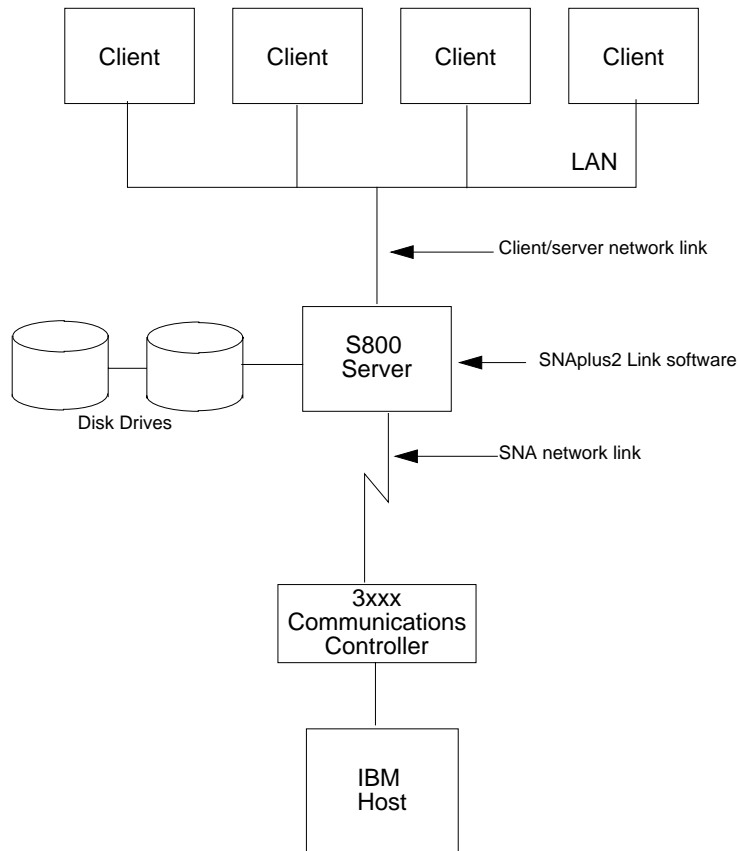 Client
Client
Client
Client
LAN
Client/server network link
S800
Server
SNAplus2 Link software
Disk Drives
SNA network link
3xxx
Communications
Controller
IBM
Host